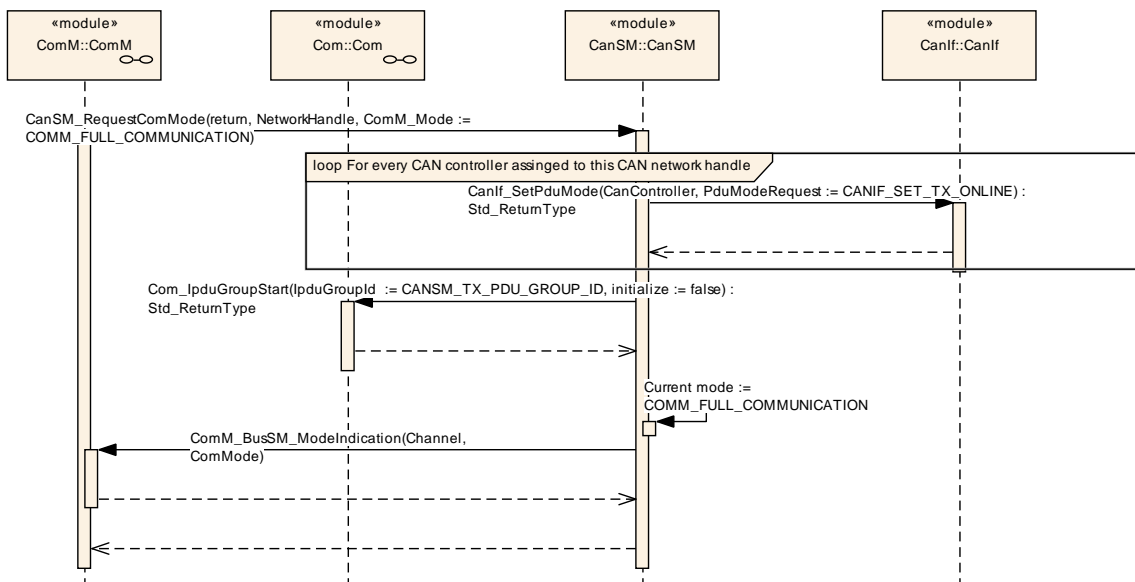 «module»
ComM::ComM
«module»
Com::Com
«module»
CanSM::CanSM
«module»
CanIf::CanIf
CanSM_RequestComMode(return, NetworkHandle, ComM_Mode :=
COMM_FULL_COMMUNICATION)
loop For every CAN controller assinged to this CAN network handle
CanIf_SetPduMode(CanController, PduModeRequest := CANIF_SET_TX_ONLINE) :
Std_ReturnType
Com_IpduGroupStart(IpduGroupId := CANSM_TX_PDU_GROUP_ID, initialize := false) :
Std_ReturnType
Current mode :=
COMM_FULL_COMMUNICATION
ComM_BusSM_ModeIndication(Channel,
ComMode)